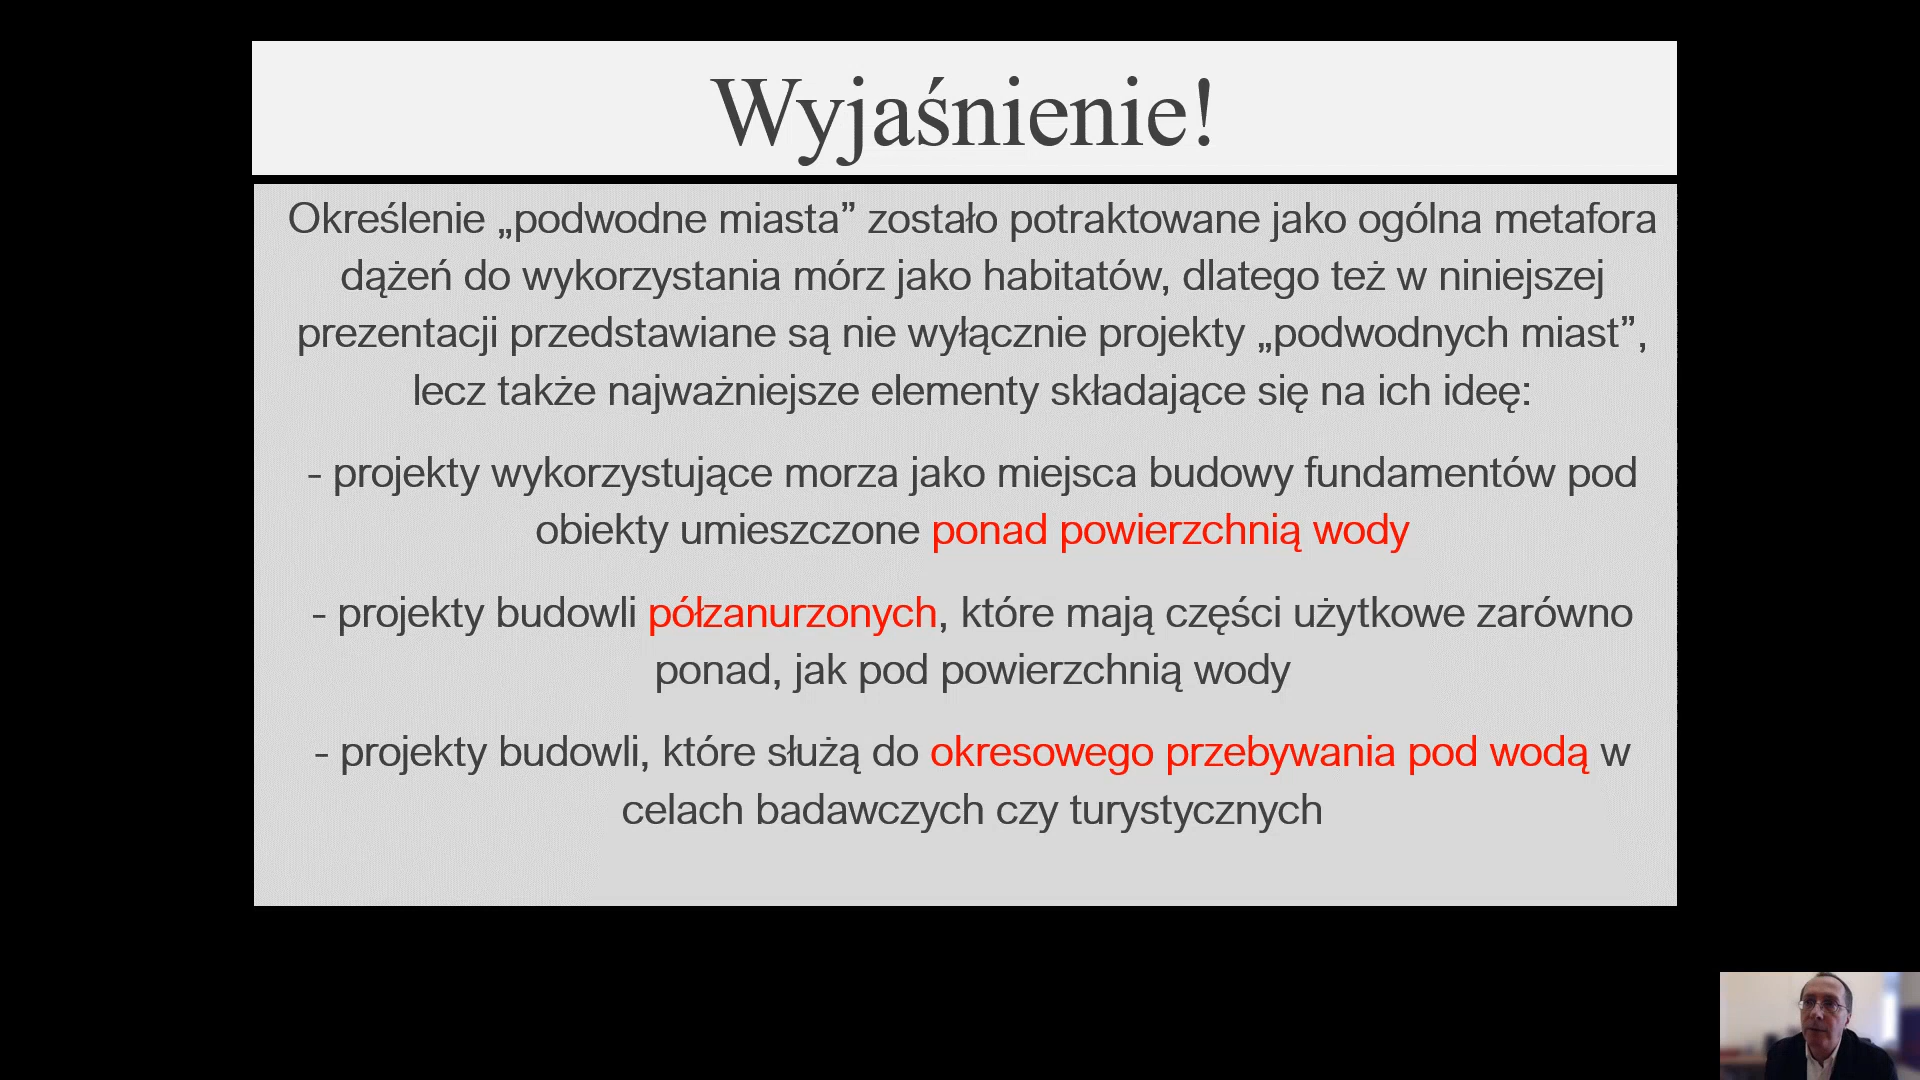 Wyjaśnienie!
Określenie „podwodne miasta” zostało potraktowane jako ogólna metafora
dążeń do wykorzystania mórz jako habitatów, dlatego też w niniejszej
prezentacji przedstawiane są nie wyłącznie projekty „podwodnych miast”,
lecz także najważniejsze elementy składające się na ich ideę:
- projekty wykorzystujące morza jako miejsca budowy fundamentów pod
obiekty umieszczone ponad powierzchnią wody
- projekty budowli półzanurzonych, które mają części użytkowe zarówno
ponad, jak pod powierzchnią wody
- projekty budowli, które służą do okresowego przebywania pod wodą w
celach badawczych czy turystycznych